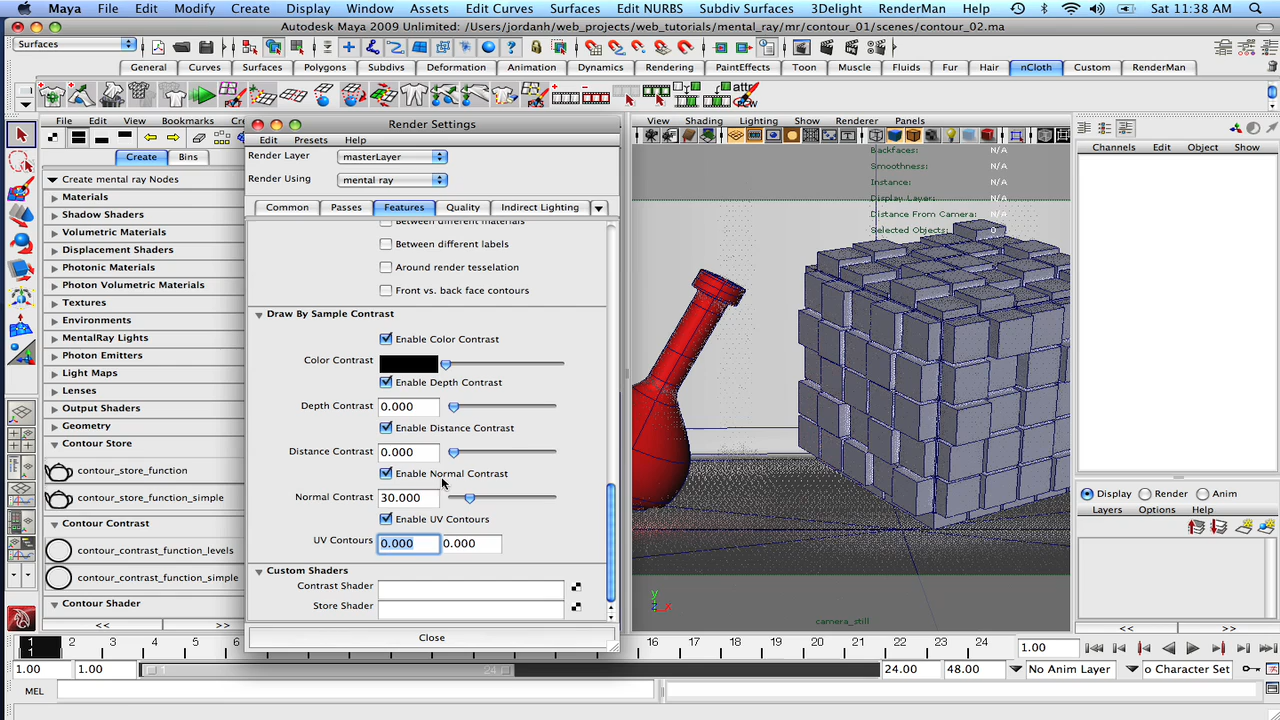 Maya File Edit Modify Create Display Window Assets Edit Curves Surfaces Edit NURBS Subdiv Surfaces 3Delight RenderMan Help Sat 11:38 AM
Autodesk Maya 2009 Unlimited: /Users/jordanh/web_projects/web_tutorials/mental_ray/mr/contour_01/scenes/contour_02.ma
Surfaces
General Curves Surfaces Polygons Subdivs Deformation Animation Dynamics Rendering PaintEffects Toon Muscle Fluids Fur Hair nCloth Custom RenderMan
File Edit View Bookmarks
Create Bins
Create mental ray Nodes
Materials
Shadow Shaders
Volumetric Materials
Displacement Shaders
Photonic Materials
Photon Volumetric Materials
Textures
Environments
MentalRay Lights
Photon Emitters
Light Maps
Lenses
Output Shaders
Geometry
Contour Store
contour_store_function
contour_store_function_simple
Contour Contrast
contour_contrast_function_levels
contour_contrast_function_simple
Contour Shader
<< >>
Render Settings
Edit Presets Help
Render Layer masterLayer
Render Using mental ray
Common Passes Features Quality Indirect Lighting
Between different materials
Between different labels
Around render tesselation
Front vs. back face contours
Draw By Sample Contrast
Enable Color Contrast
Color Contrast
Enable Depth Contrast
Depth Contrast 0.000
Enable Distance Contrast
Distance Contrast 0.000
Enable Normal Contrast
Normal Contrast 30.000
Enable UV Contours
UV Contours 0.000 0.000
Custom Shaders
Contrast Shader
Store Shader
Close
View Shading Lighting Show Renderer Panels
Backfaces: N/A
Smoothness: N/A
Instance: N/A
Display Layer: N/A
Distance From Camera: N/A
Selected Objects: 0
y
z x
camera_still
Channels Edit Object Show
Display Render Anim
Layers Options Help
<< >>
1
1
16 17 18 19 20 21 22 23 24
1.00
1.00 1.00 1 24 24.00 48.00 No Anim Layer o Character Set
MEL